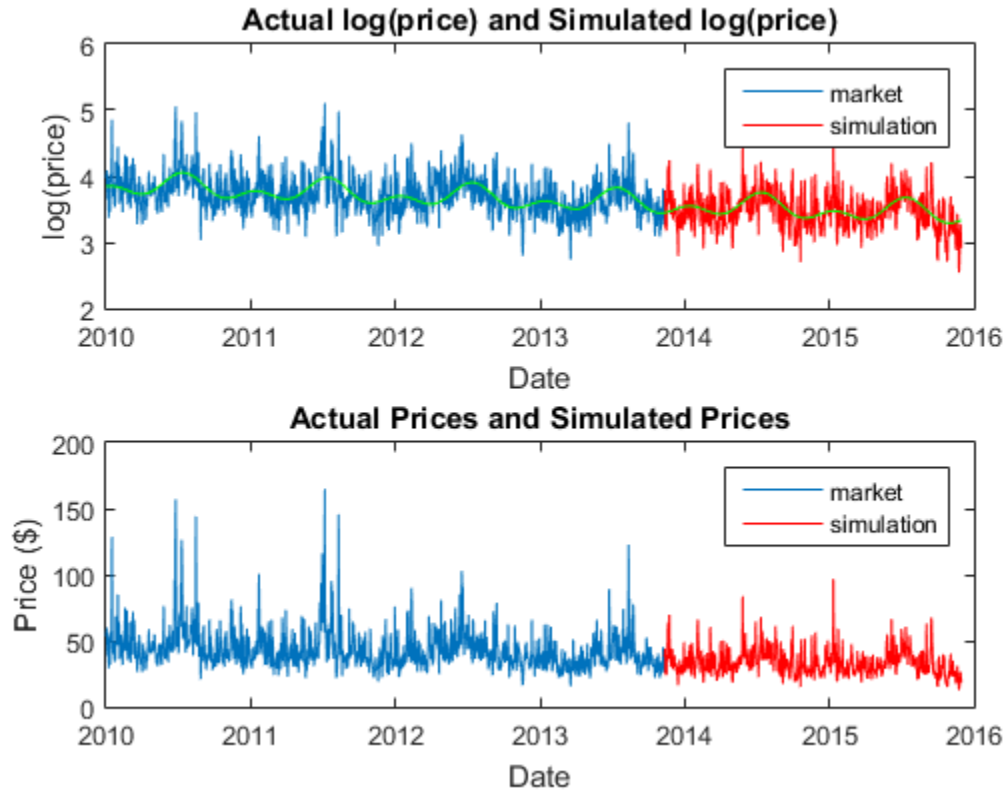 Actual log(price) and Simulated log(price)
6
5
4
3
2
log(price)
market
simulation
2010 2011 2012 2013 2014 2015 2016
Date
Actual Prices and Simulated Prices
200
150
100
50
0
Price ($)
market
simulation
2010 2011 2012 2013 2014 2015 2016
Date